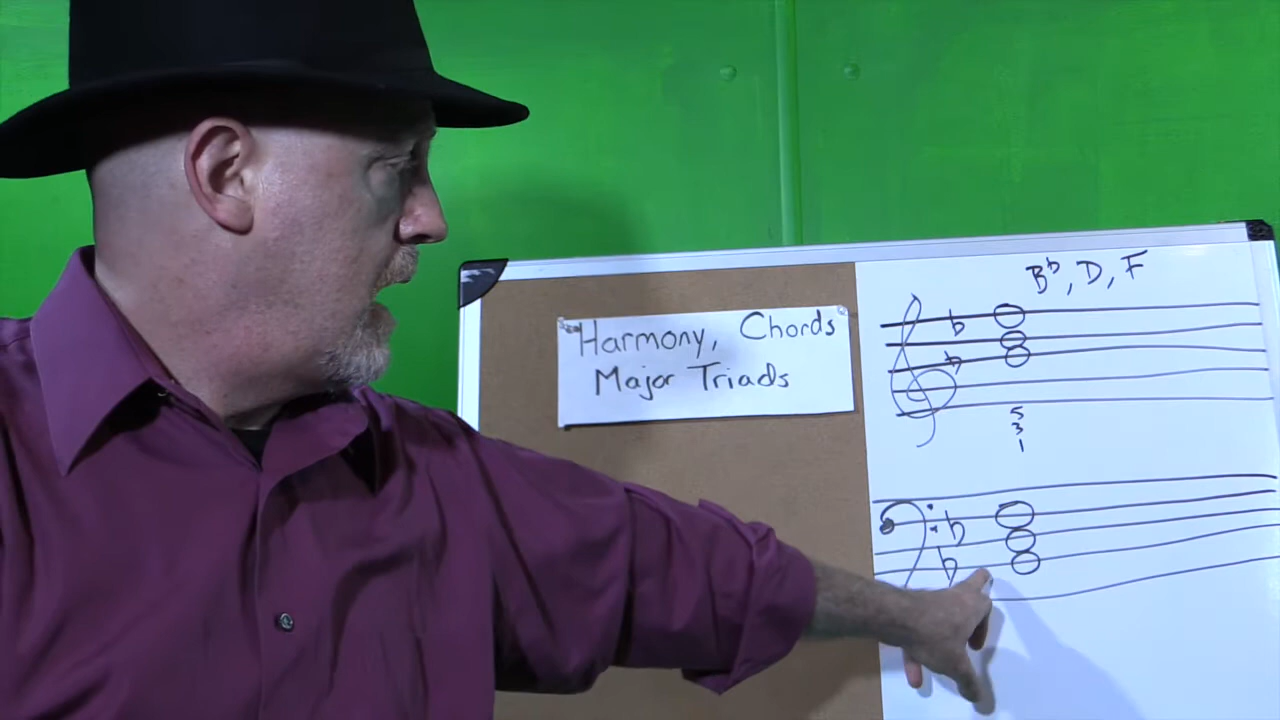 Harmony, Chords
Major Triads
B♭, D, F
♭
♭
5
3
1
♭
♭